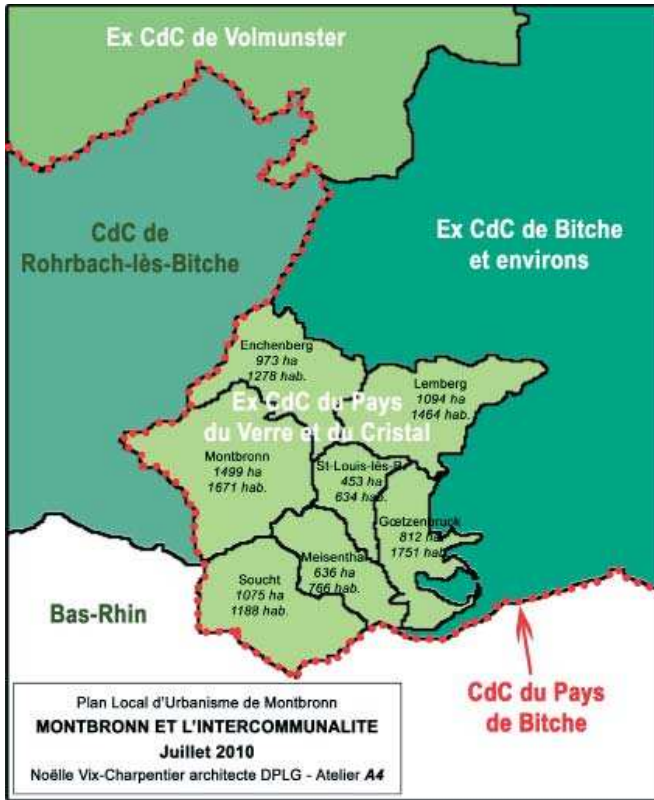 Ex CdC de Volmunster
CdC de
Rohrbach-lès-Bitche
Ex CdC de Bitche
et environs
Enchenberg
973 ha
1278 hab.
Lemberg
1094 ha
1464 hab.
Ex CdC du Pays
du Verre et du Cristal
Montbronn
1499 ha
1671 hab.
St-Louis-lès-B.
453 ha
634 hab.
Gœtzenbruck
812 ha
1751 hab.
Meisenthal
636 ha
766 hab.
Soucht
1075 ha
1188 hab.
Bas-Rhin
CdC du Pays
de Bitche
Plan Local d'Urbanisme de Montbronn
MONTBRONN ET L'INTERCOMMUNALITE
Juillet 2010
Noëlle Vix-Charpentier architecte DPLG - Atelier A4